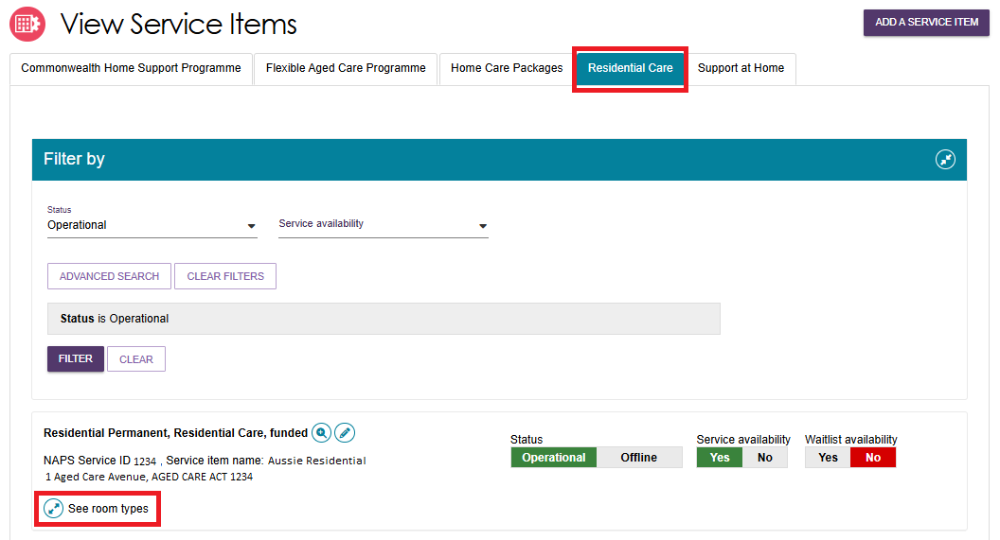 View Service Items
ADD A SERVICE ITEM
Commonwealth Home Support Programme
Flexible Aged Care Programme
Home Care Packages
Residential Care
Support at Home
Filter by
Status
Operational
Service availability
ADVANCED SEARCH
CLEAR FILTERS
Status is Operational
FILTER
CLEAR
Residential Permanent, Residential Care, funded
NAPS Service ID 1234 , Service item name: Aussie Residential
1 Aged Care Avenue, AGED CARE ACT 1234
See room types
Status
Operational
Offline
Service availability
Yes
No
Waitlist availability
Yes
No